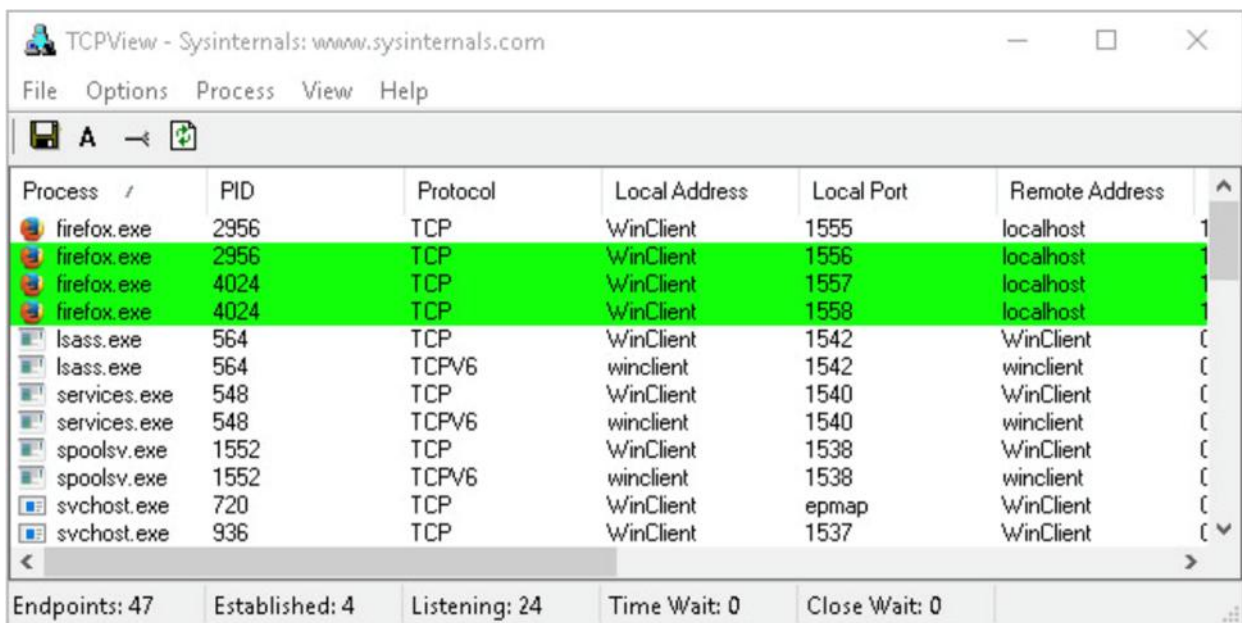 TCPView - Sysinternals: www.sysinternals.com
File Options Process View Help
A
Process / PID Protocol Local Address Local Port Remote Address
firefox.exe 2956 TCP WinClient 1555 localhost 1
firefox.exe 2956 TCP WinClient 1556 localhost 1
firefox.exe 4024 TCP WinClient 1557 localhost 1
firefox.exe 4024 TCP WinClient 1558 localhost 1
lsass.exe 564 TCP WinClient 1542 WinClient
lsass.exe 564 TCPV6 winclient 1542 winclient
services.exe 548 TCP WinClient 1540 WinClient
services.exe 548 TCPV6 winclient 1540 winclient
spoolsv.exe 1552 TCP WinClient 1538 WinClient
spoolsv.exe 1552 TCPV6 winclient 1538 winclient
svchost.exe 720 TCP WinClient epmap WinClient
svchost.exe 936 TCP WinClient 1537 WinClient
Endpoints: 47 Established: 4 Listening: 24 Time Wait: 0 Close Wait: 0